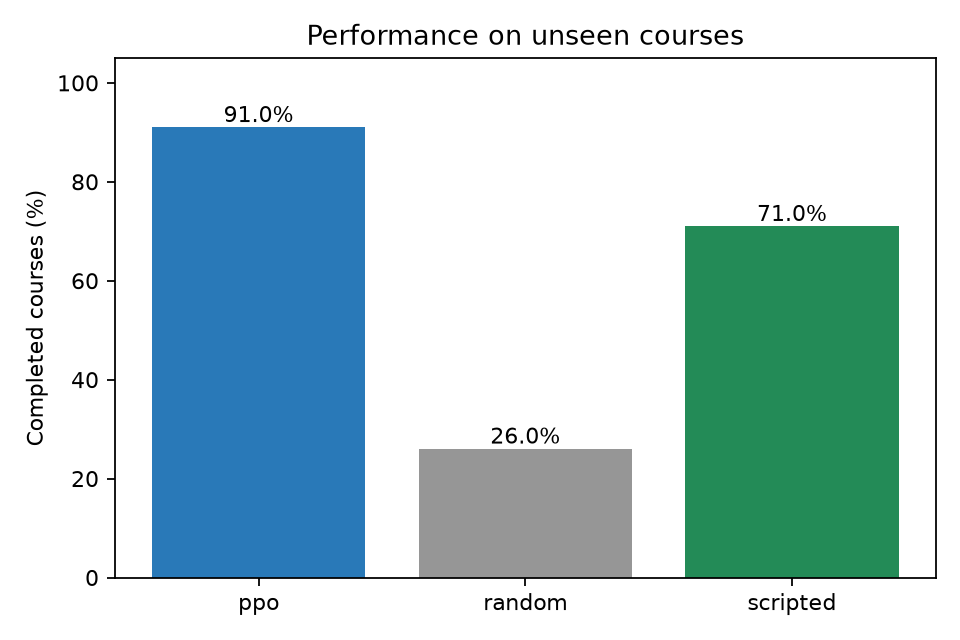 Performance on unseen courses
Completed courses (%)
100
80
60
40
20
0
91.0%
26.0%
71.0%
ppo
random
scripted